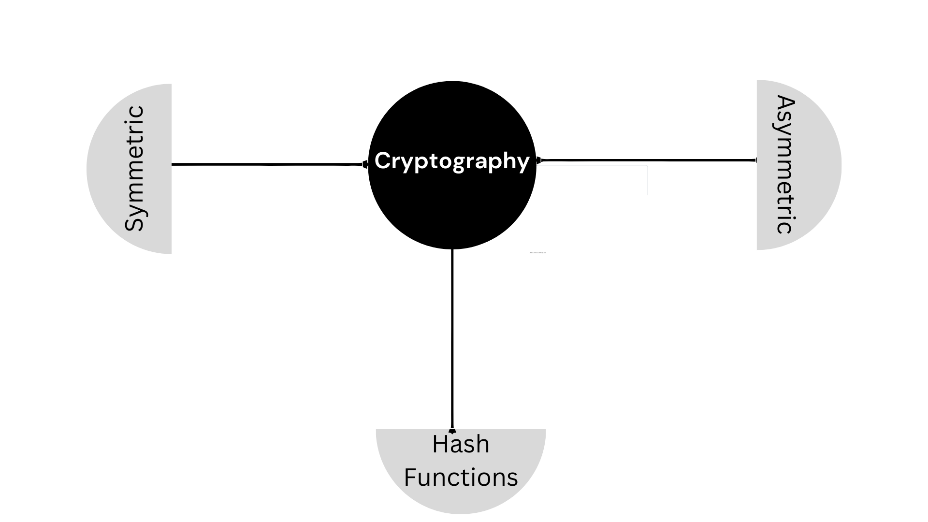 Symmetric
Cryptography
Asymmetric
Hash
Functions